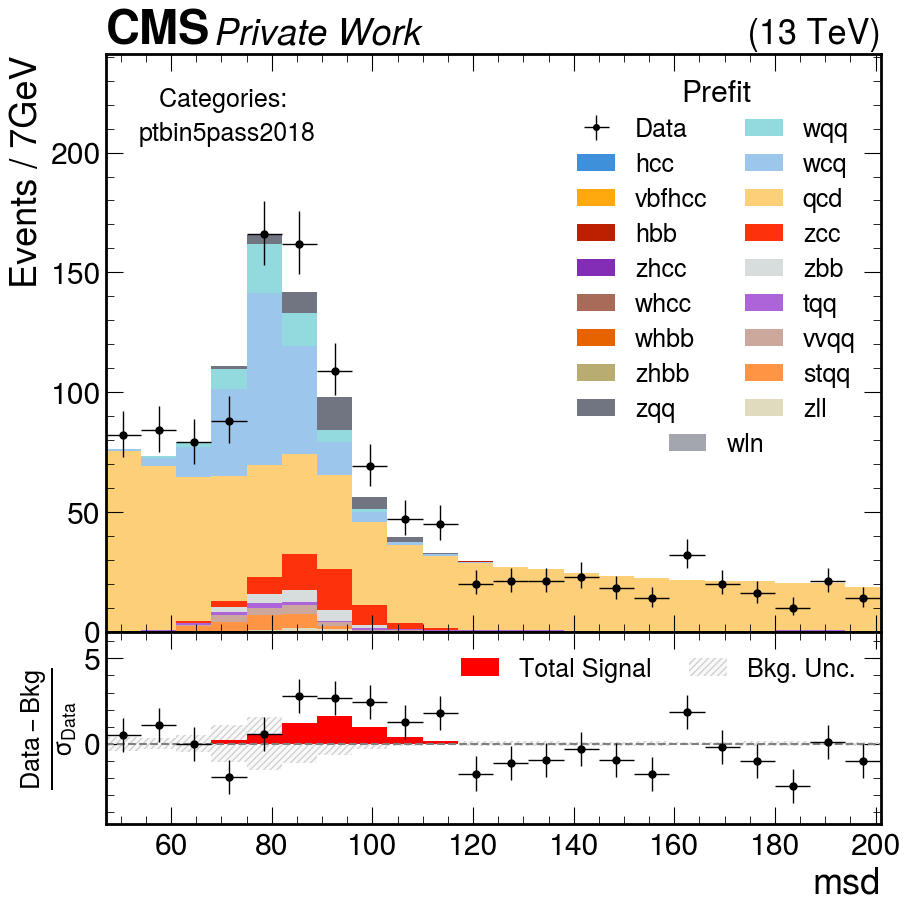 CMS Private Work (13 TeV)
Events / 7GeV
Categories:
ptbin5pass2018
Prefit
Data
hcc
vbfhcc
hbb
zhcc
whcc
whbb
zhbb
zqq
wqq
wcq
qcd
zcc
zbb
tqq
vvqq
stqq
zll
wln
200
150
100
50
0
Total Signal
Bkg. Unc.
Data − Bkg
σData
5
0
60 80 100 120 140 160 180 200
msd